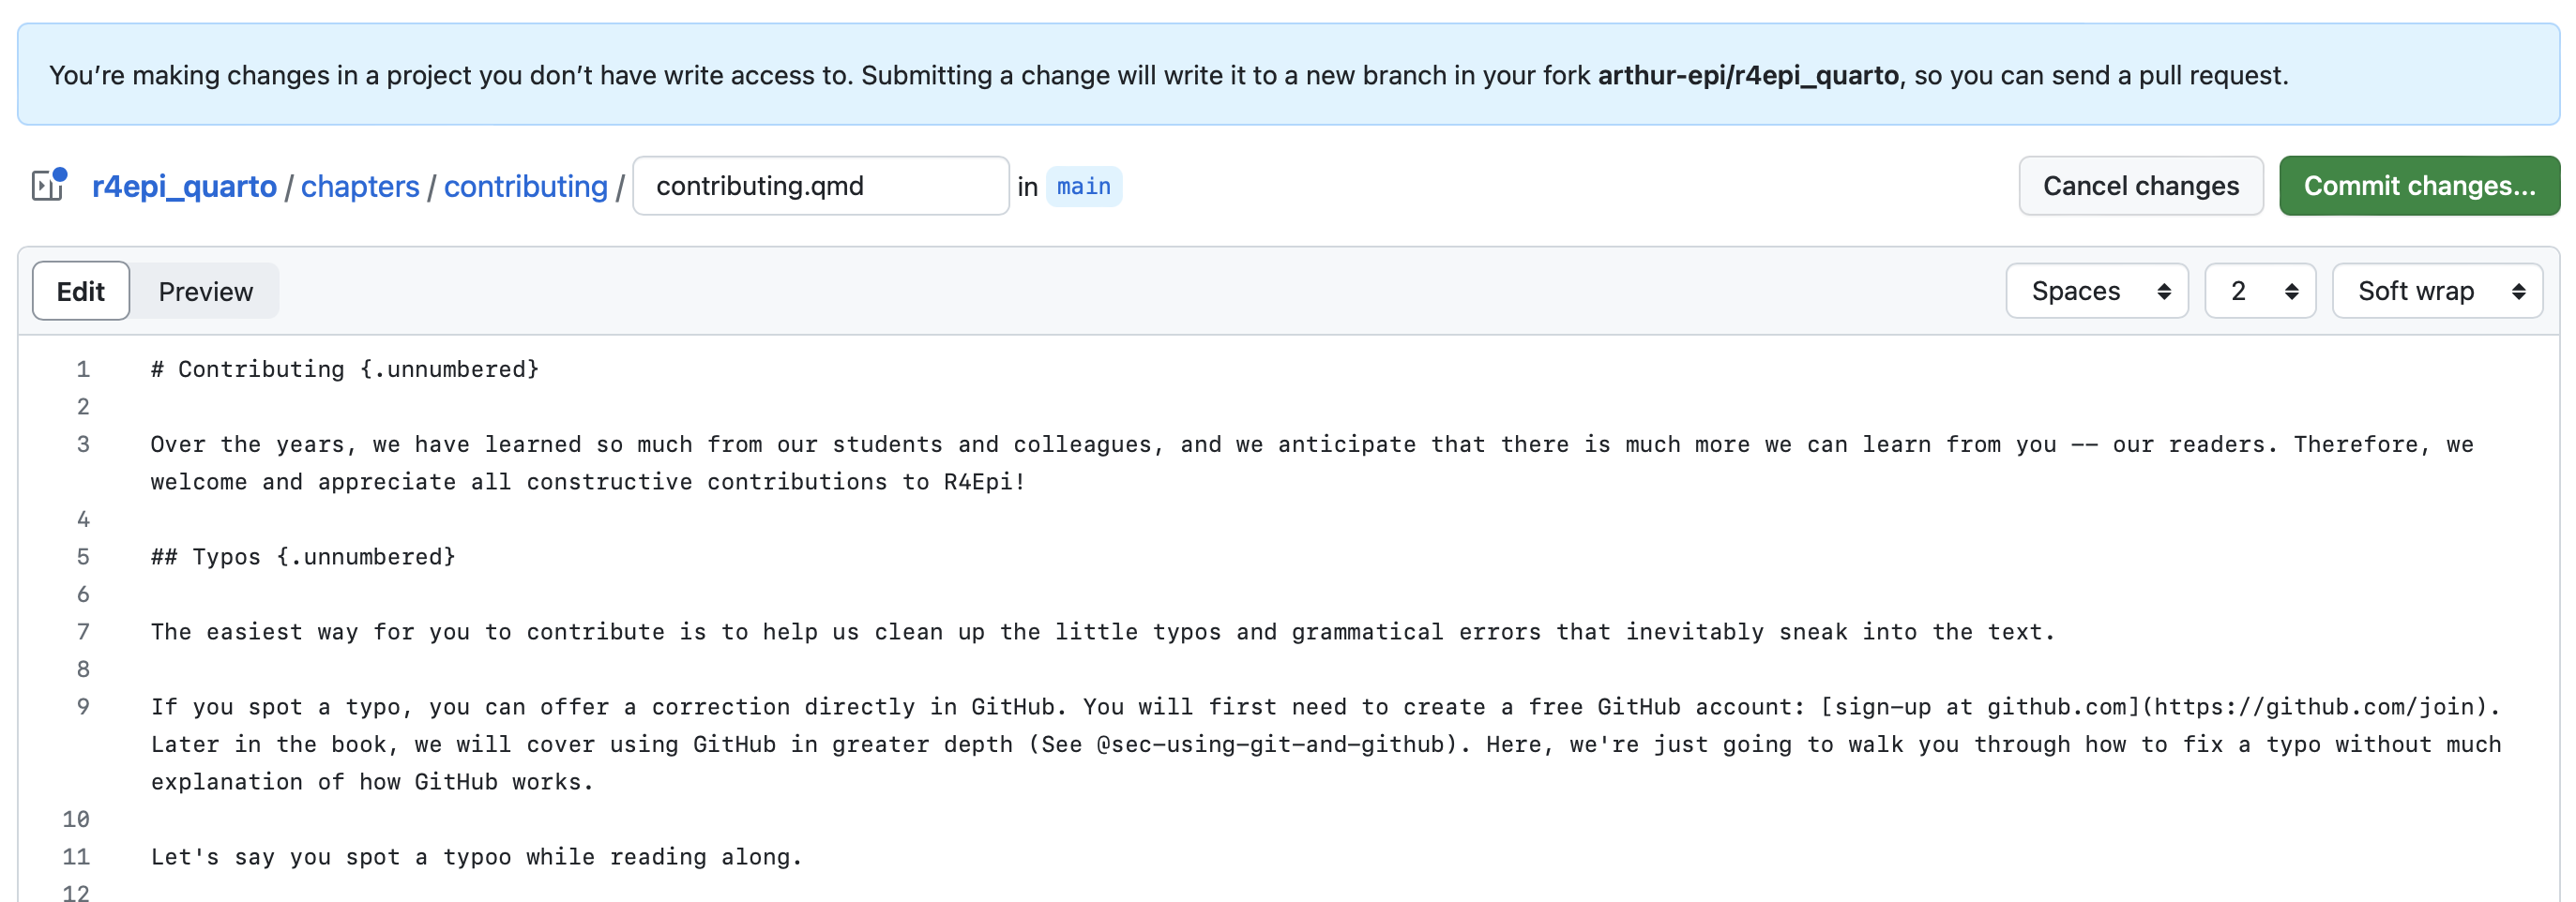 You’re making changes in a project you don’t have write access to. Submitting a change will write it to a new branch in your fork arthur-epi/r4epi_quarto, so you can send a pull request.
r4epi_quarto / chapters / contributing / contributing.qmd in main Cancel changes Commit changes...
Edit Preview Spaces 2 Soft wrap
1 # Contributing {.unnumbered}
2
3 Over the years, we have learned so much from our students and colleagues, and we anticipate that there is much more we can learn from you -- our readers. Therefore, we
welcome and appreciate all constructive contributions to R4Epi!
4
5 ## Typos {.unnumbered}
6
7 The easiest way for you to contribute is to help us clean up the little typos and grammatical errors that inevitably sneak into the text.
8
9 If you spot a typo, you can offer a correction directly in GitHub. You will first need to create a free GitHub account: [sign-up at github.com](https://github.com/join).
Later in the book, we will cover using GitHub in greater depth (See @sec-using-git-and-github). Here, we're just going to walk you through how to fix a typo without much
explanation of how GitHub works.
10
11 Let's say you spot a typoo while reading along.
12